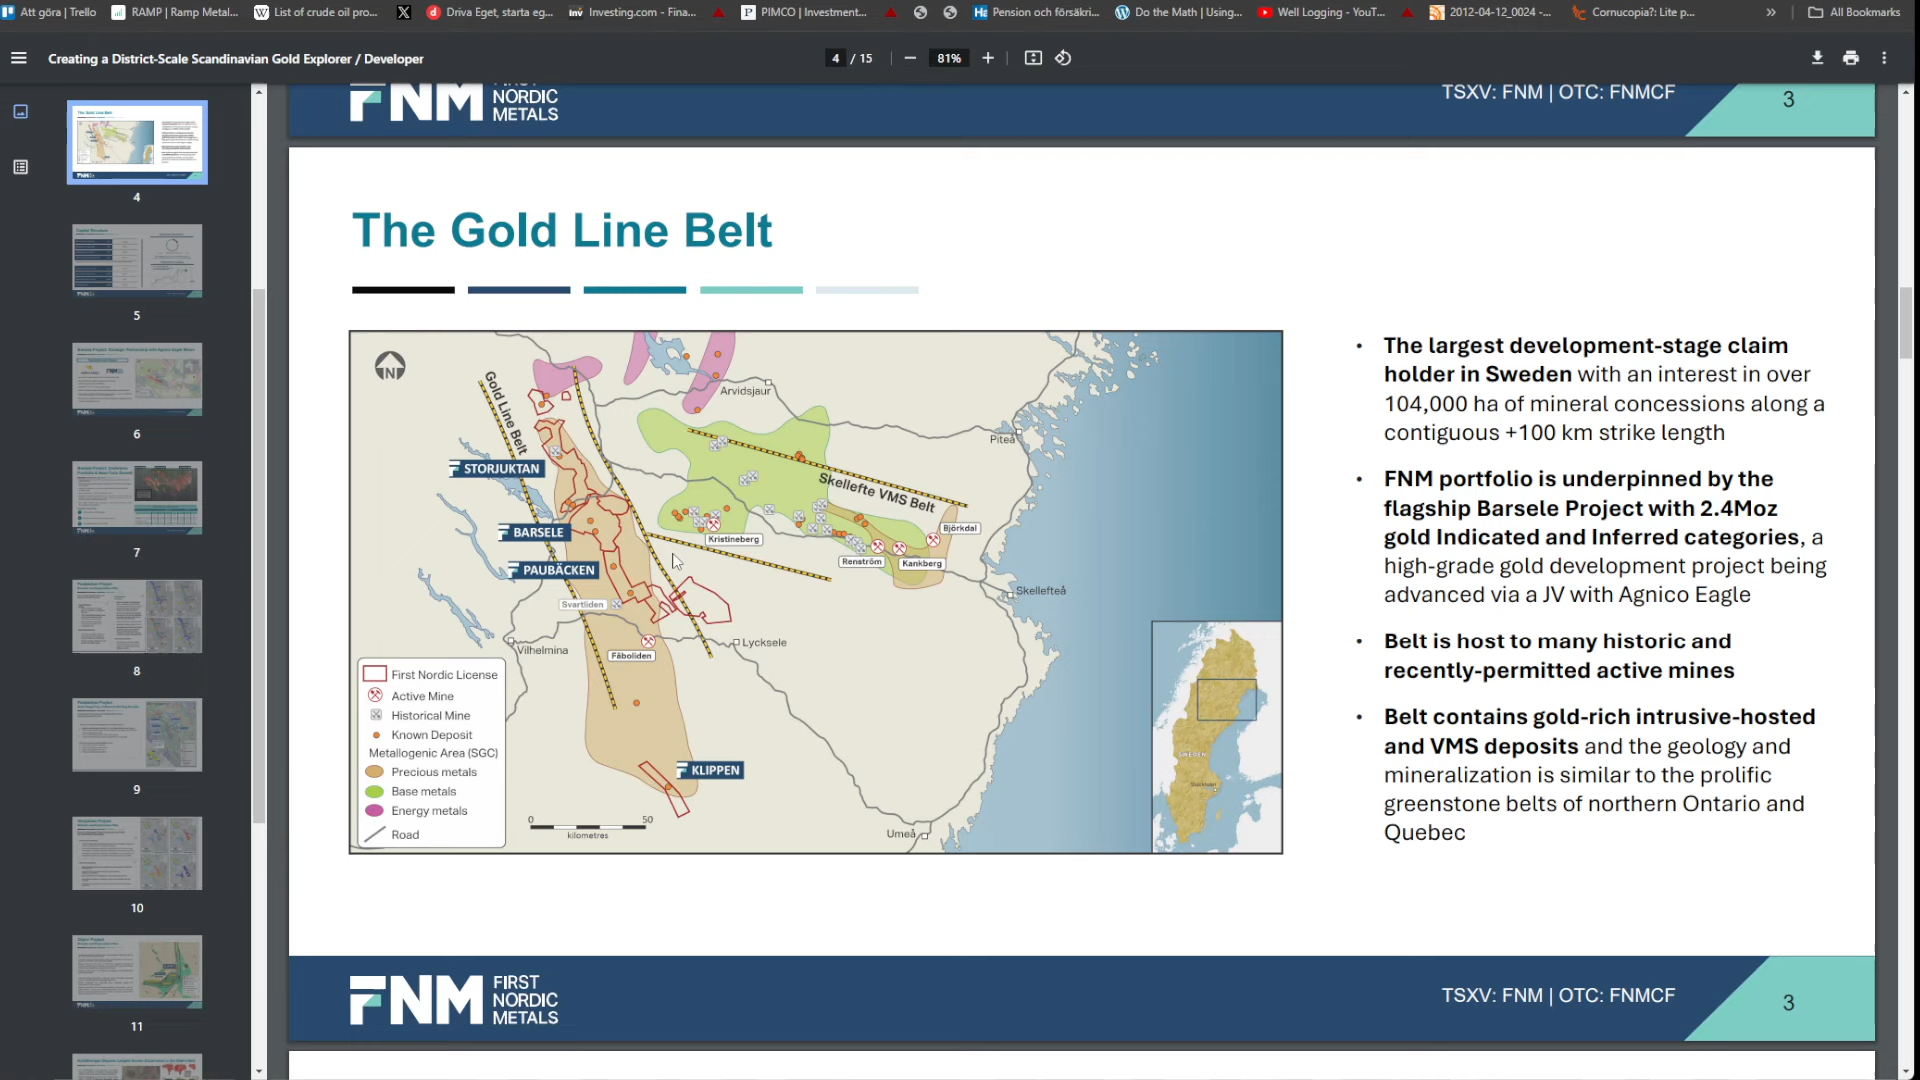 Att göra | Trello
RAMP | Ramp Metal...
List of crude oil pro...
Driva Eget, starta eg...
Investing.com - Fina...
PIMCO | Investment...
Pension och försäkri...
Do the Math | Using...
Well Logging - YouT...
2012-04-12_0024 -...
Cornucopia?: Lite p...
»
All Bookmarks
Creating a District-Scale Scandinavian Gold Explorer / Developer
4 / 15
81%
4
5
6
7
8
9
10
11
FNM FIRST
NORDIC
METALS
TSXV: FNM | OTC: FNMCF
3
The Gold Line Belt
N
Gold Line Belt
Arvidsjaur
Piteå
STORJUKTAN
Skellefte VMS Belt
BARSELE
Kristineberg
Björkdal
Renström
Kankberg
PAUBÄCKEN
Skellefteå
Svartliden
Lycksele
Vilhelmina
Fäboliden
First Nordic License
Active Mine
Historical Mine
Known Deposit
Metallogenic Area (SGC)
Precious metals
Base metals
Energy metals
Road
KLIPPEN
0 50
kilometres
Umeå
SWEDEN
Stockholm
• The largest development-stage claim
holder in Sweden with an interest in over
104,000 ha of mineral concessions along a
contiguous +100 km strike length
• FNM portfolio is underpinned by the
flagship Barsele Project with 2.4Moz
gold Indicated and Inferred categories, a
high-grade gold development project being
advanced via a JV with Agnico Eagle
• Belt is host to many historic and
recently-permitted active mines
• Belt contains gold-rich intrusive-hosted
and VMS deposits and the geology and
mineralization is similar to the prolific
greenstone belts of northern Ontario and
Quebec
FNM FIRST
NORDIC
METALS
TSXV: FNM | OTC: FNMCF
3